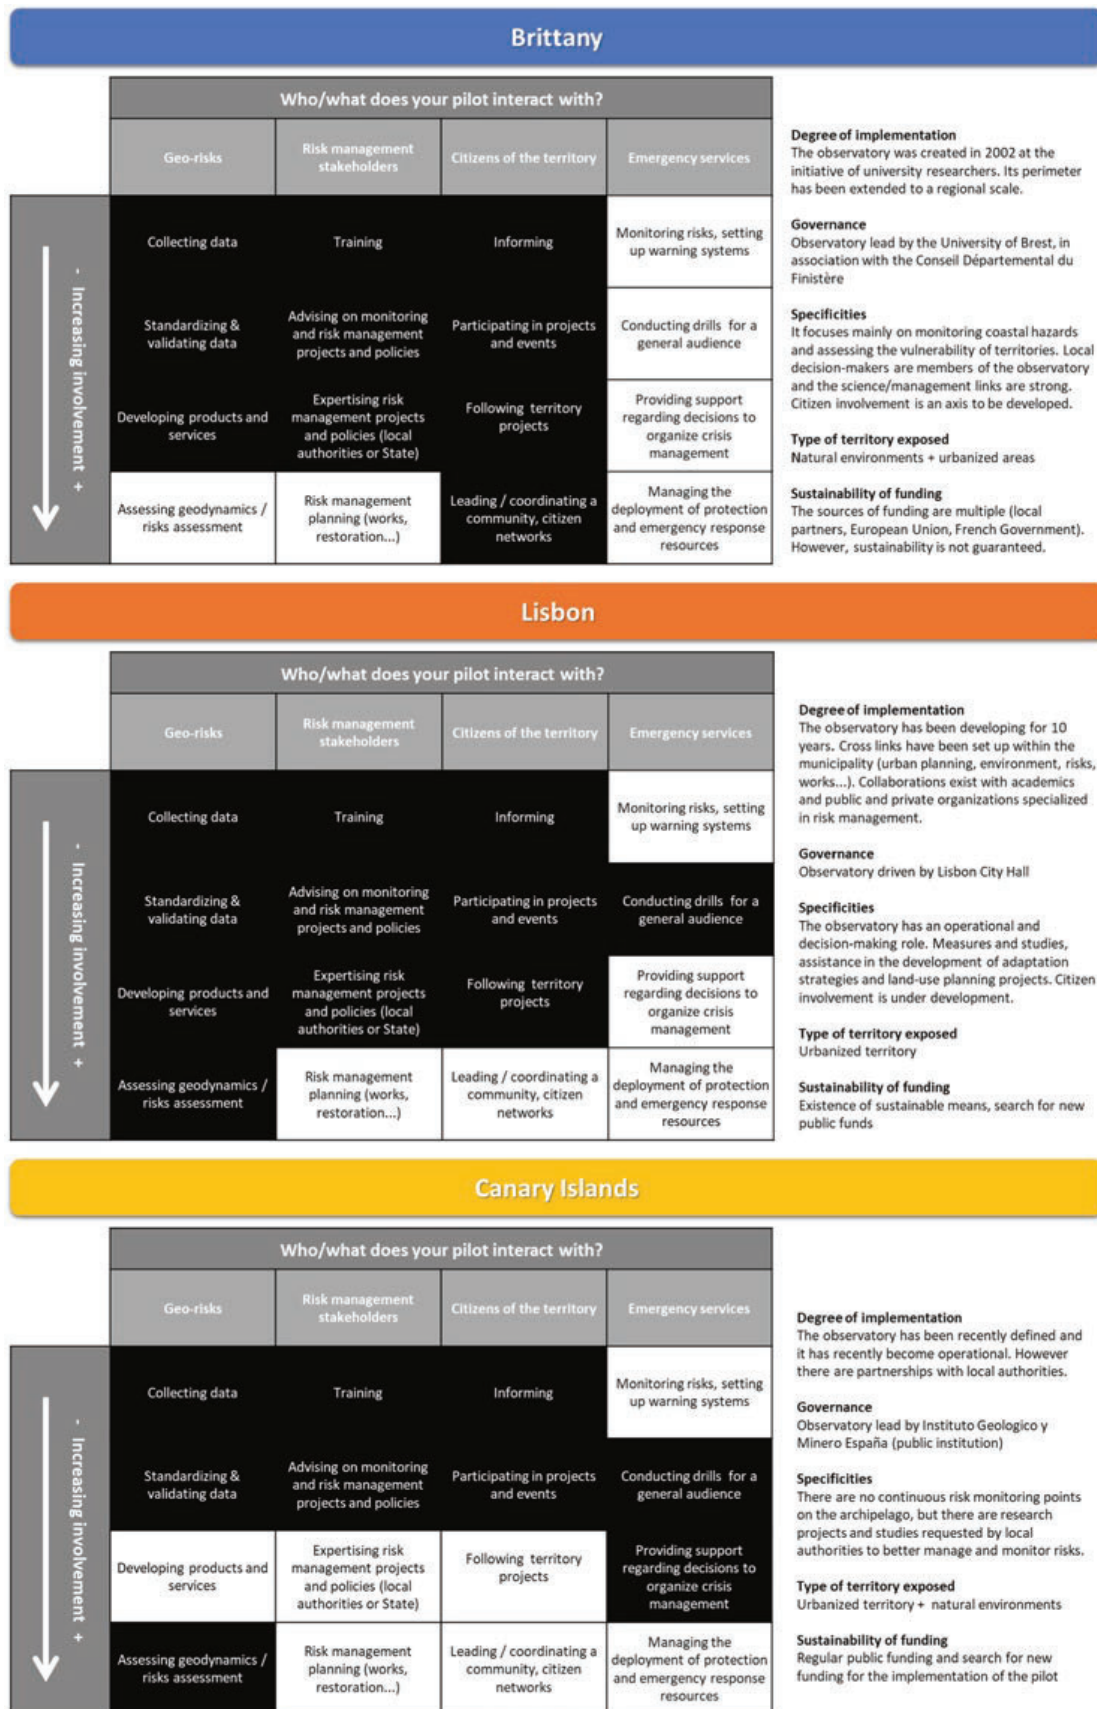 Brittany
Who/what does your pilot interact with?
Geo-risks
Risk management
stakeholders
Citizens of the territory
Emergency services
- Increasing involvement +
Collecting data
Training
Informing
Monitoring risks, setting
up warning systems
Standardizing &
validating data
Advising on monitoring
and risk management
projects and policies
Participating in projects
and events
Conducting drills for a
general audience
Developing products and
services
Expertising risk
management projects
and policies (local
authorities or State)
Following territory
projects
Providing support
regarding decisions to
organize crisis
management
Assessing geodynamics /
risks assessment
Risk management
planning (works,
restoration...)
Leading / coordinating a
community, citizen
networks
Managing the
deployment of protection
and emergency response
resources
Degree of implementation
The observatory was created in 2002 at the
initiative of university researchers. Its perimeter
has been extended to a regional scale.
Governance
Observatory lead by the University of Brest, in
association with the Conseil Départemental du
Finistère
Specificities
It focuses mainly on monitoring coastal hazards
and assessing the vulnerability of territories. Local
decision-makers are members of the observatory
and the science/management links are strong.
Citizen involvement is an axis to be developed.
Type of territory exposed
Natural environments + urbanized areas
Sustainability of funding
The sources of funding are multiple (local
partners, European Union, French Government).
However, sustainability is not guaranteed.
Lisbon
Who/what does your pilot interact with?
Geo-risks
Risk management
stakeholders
Citizens of the territory
Emergency services
- Increasing involvement +
Collecting data
Training
Informing
Monitoring risks, setting
up warning systems
Standardizing &
validating data
Advising on monitoring
and risk management
projects and policies
Participating in projects
and events
Conducting drills for a
general audience
Developing products and
services
Expertising risk
management projects
and policies (local
authorities or State)
Following territory
projects
Providing support
regarding decisions to
organize crisis
management
Assessing geodynamics /
risks assessment
Risk management
planning (works,
restoration...)
Leading / coordinating a
community, citizen
networks
Managing the
deployment of protection
and emergency response
resources
Degree of implementation
The observatory has been developing for 10
years. Cross links have been set up within the
municipality (urban planning, environment, risks,
works...). Collaborations exist with academics
and public and private organizations specialized
in risk management.
Governance
Observatory driven by Lisbon City Hall
Specificities
The observatory has an operational and
decision-making role. Measures and studies,
assistance in the development of adaptation
strategies and land-use planning projects. Citizen
involvement is under development.
Type of territory exposed
Urbanized territory
Sustainability of funding
Existence of sustainable means, search for new
public funds
Canary Islands
Who/what does your pilot interact with?
Geo-risks
Risk management
stakeholders
Citizens of the territory
Emergency services
- Increasing involvement +
Collecting data
Training
Informing
Monitoring risks, setting
up warning systems
Standardizing &
validating data
Advising on monitoring
and risk management
projects and policies
Participating in projects
and events
Conducting drills for a
general audience
Developing products and
services
Expertising risk
management projects
and policies (local
authorities or State)
Following territory
projects
Providing support
regarding decisions to
organize crisis
management
Assessing geodynamics /
risks assessment
Risk management
planning (works,
restoration...)
Leading / coordinating a
community, citizen
networks
Managing the
deployment of protection
and emergency response
resources
Degree of implementation
The observatory has been recently defined and
it has recently become operational. However
there are partnerships with local authorities.
Governance
Observatory lead by Instituto Geologico y
Minero España (public institution)
Specificities
There are no continuous risk monitoring points
on the archipelago, but there are research
projects and studies requested by local
authorities to better manage and monitor risks.
Type of territory exposed
Urbanized territory + natural environments
Sustainability of funding
Regular public funding and search for new
funding for the implementation of the pilot